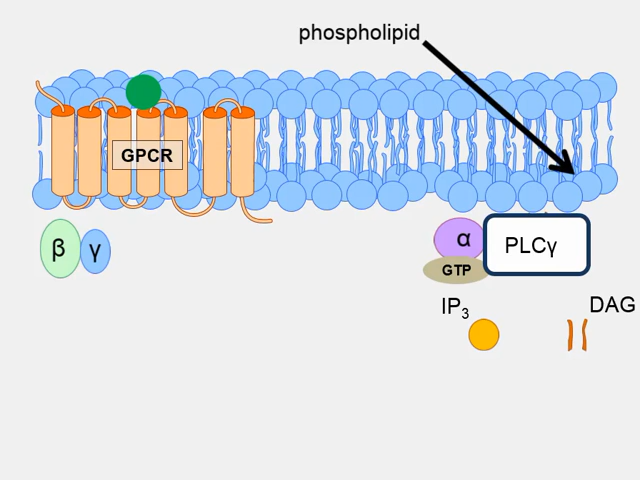 phospholipid
GPCR
β γ
α
GTP
PLCγ
IP₃
DAG